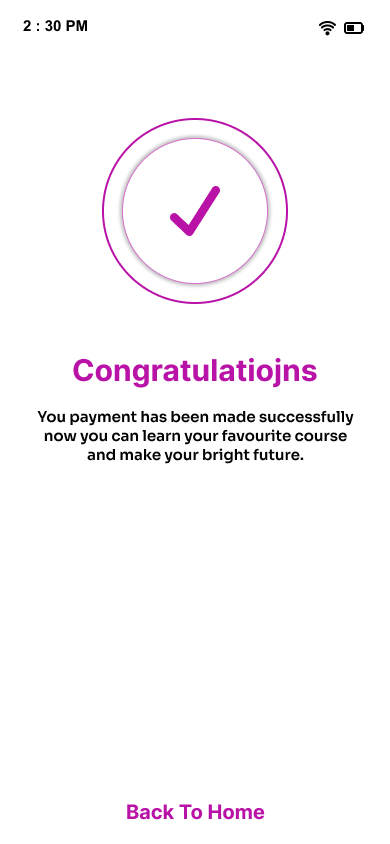 2 : 30 PM
Congratulatiojns
You payment has been made successfully
now you can learn your favourite course
and make your bright future.
Back To Home